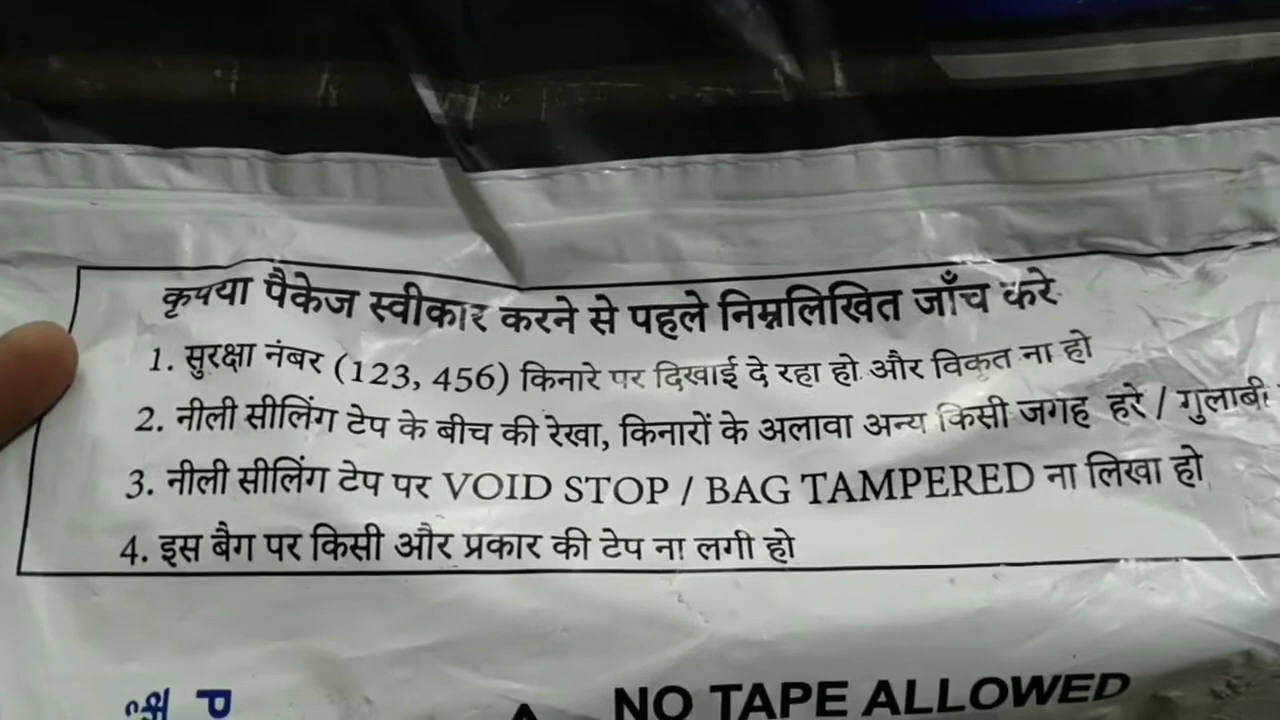 कृपया पैकेज स्वीकार करने से पहले निम्नलिखित जाँच करे
1. सुरक्षा नंबर (123, 456) किनारे पर दिखाई दे रहा हो और विकृत ना हो
2. नीली सीलिंग टेप के बीच की रेखा, किनारों के अलावा अन्य किसी जगह हरे / गुलाबी
3. नीली सीलिंग टेप पर VOID STOP / BAG TAMPERED ना लिखा हो
4. इस बैग पर किसी और प्रकार की टेप ना लगी हो
NO TAPE ALLOWED